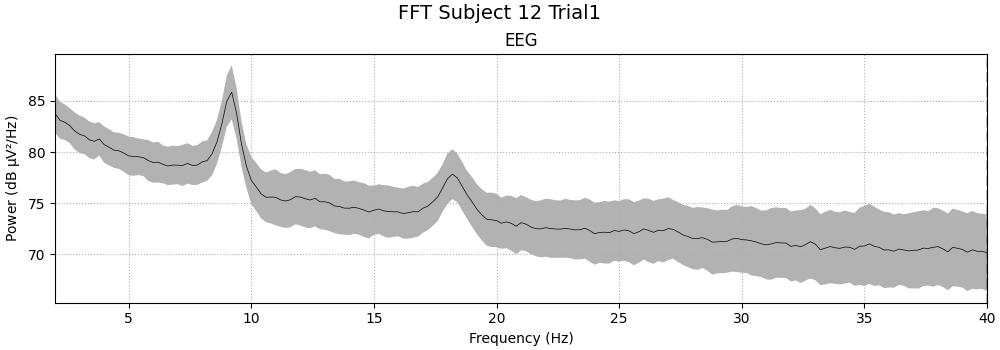 FFT Subject 12 Trial1
EEG
Power (dB µV²/Hz)
85
80
75
70
5 10 15 20 25 30 35 40
Frequency (Hz)